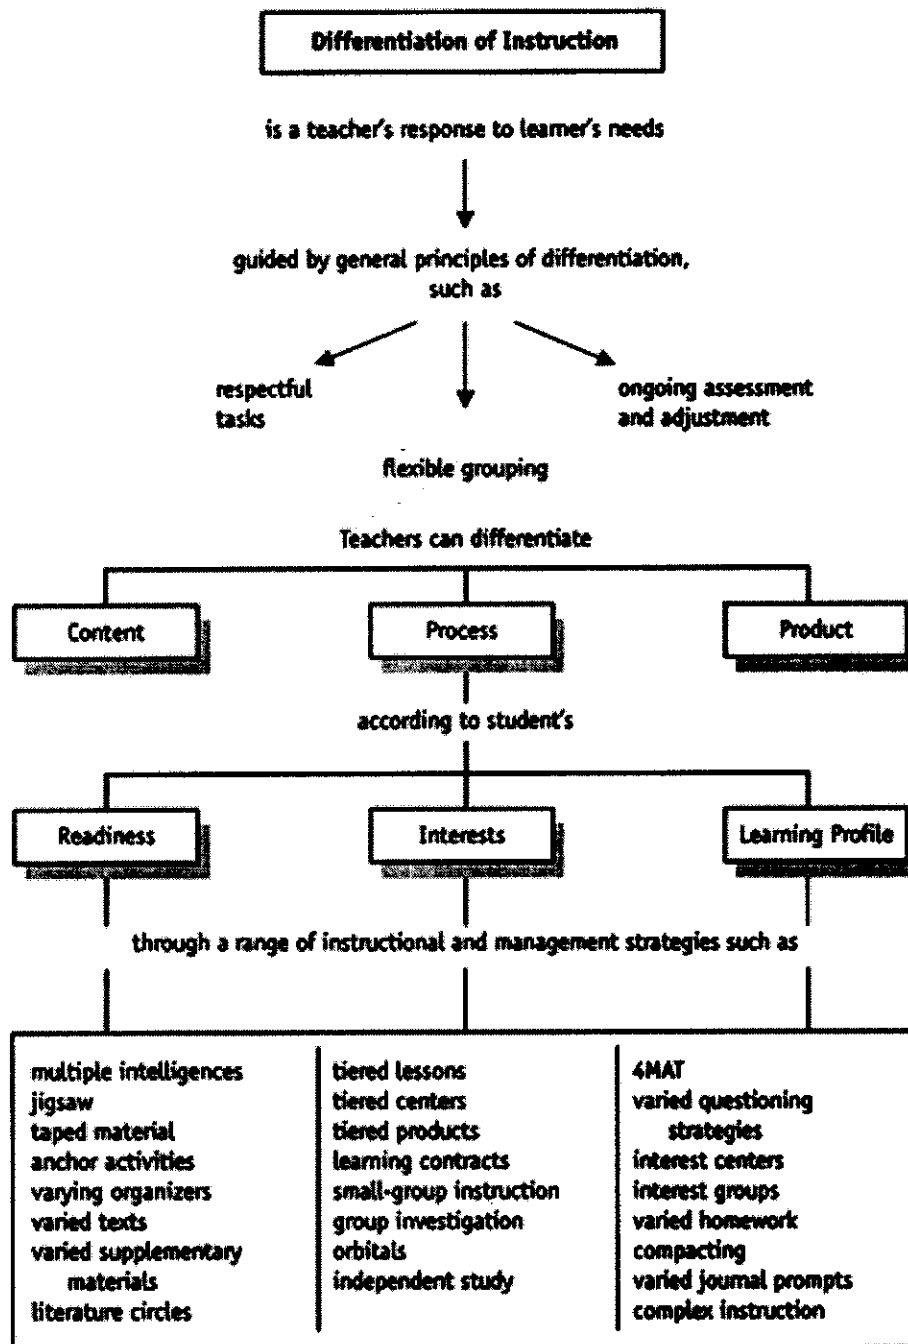 Differentiation of Instruction
is a teacher's response to learner's needs
guided by general principles of differentiation,
such as
respectful
tasks
ongoing assessment
and adjustment
flexible grouping
Teachers can differentiate
Content
Process
Product
according to student's
Readiness
Interests
Learning Profile
through a range of instructional and management strategies such as
multiple intelligences
jigsaw
taped material
anchor activities
varying organizers
varied texts
varied supplementary
materials
literature circles
tiered lessons
tiered centers
tiered products
learning contracts
small-group instruction
group investigation
orbitals
independent study
4MAT
varied questioning
strategies
interest centers
interest groups
varied homework
compacting
varied journal prompts
complex instruction